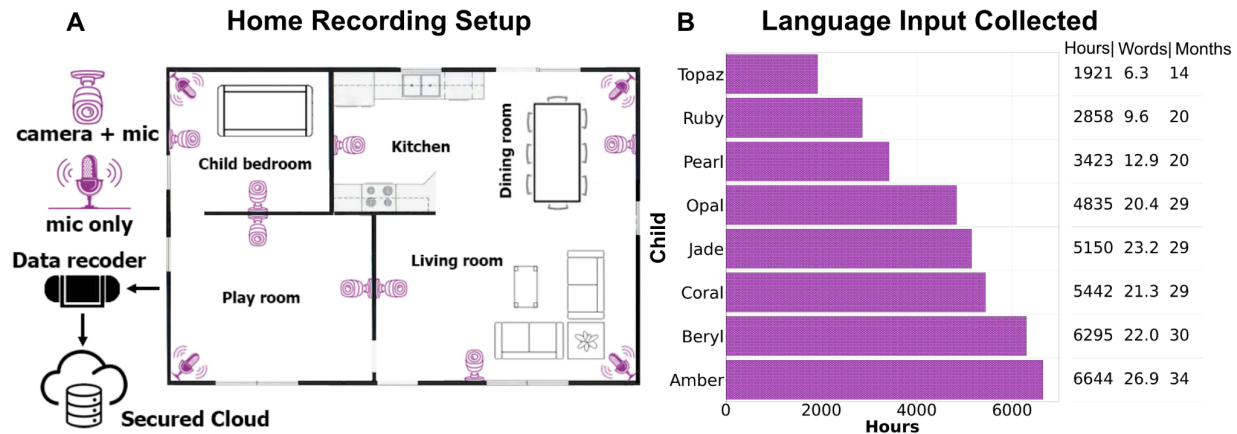 A Home Recording Setup
camera + mic
mic only
Data recoder
Secured Cloud
Child bedroom
Kitchen
Dining room
Play room
Living room
B Language Input Collected
Hours| Words| Months
Topaz 1921 6.3 14
Ruby 2858 9.6 20
Pearl 3423 12.9 20
Opal 4835 20.4 29
Jade 5150 23.2 29
Coral 5442 21.3 29
Beryl 6295 22.0 30
Amber 6644 26.9 34
Child
0 2000 4000 6000
Hours